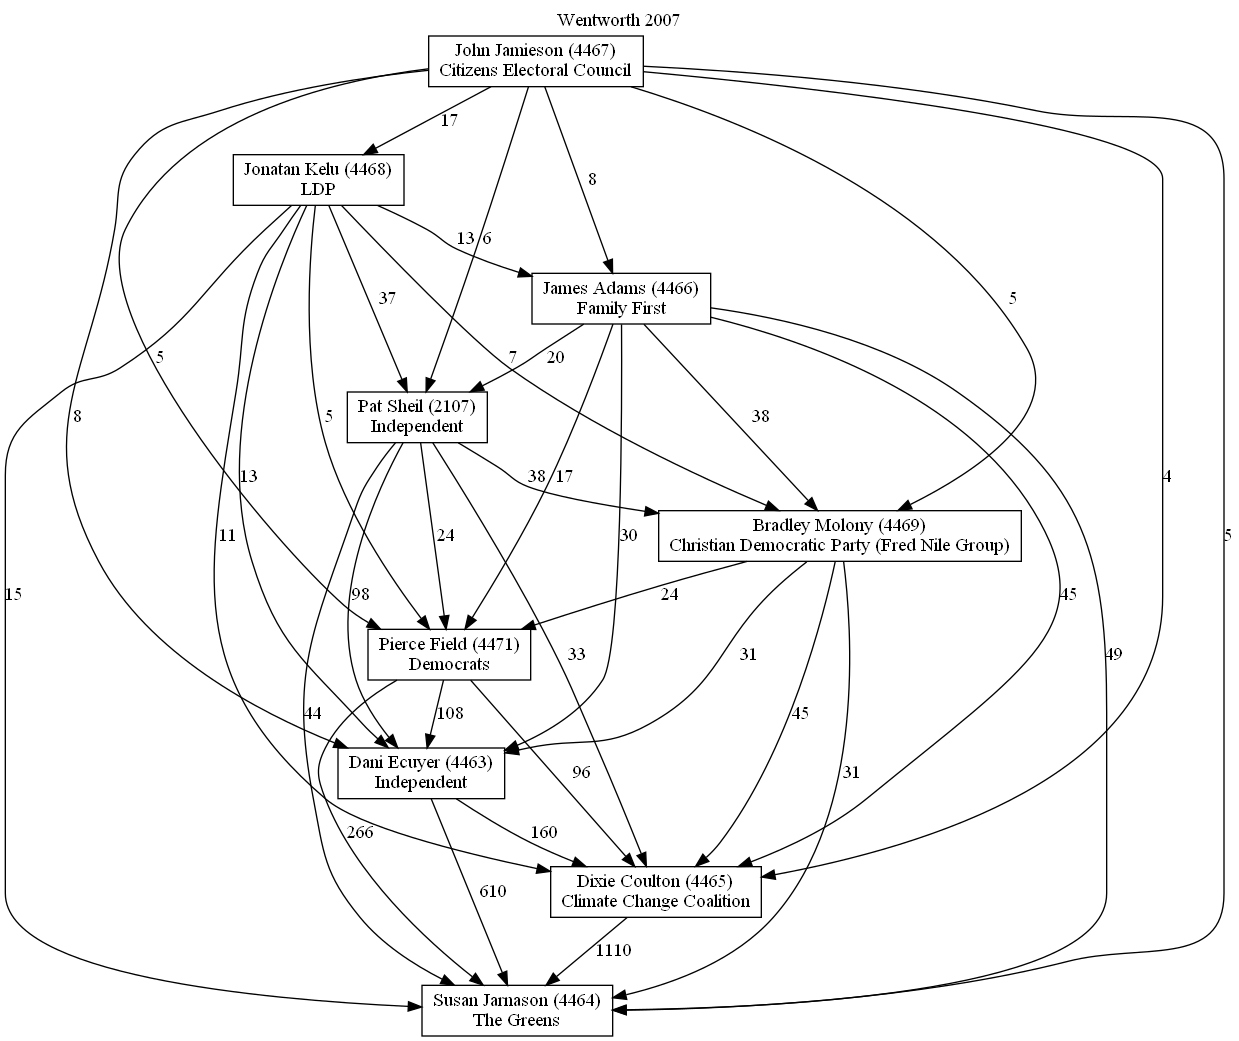 Wentworth 2007
John Jamieson (4467)
Citizens Electoral Council
17
Jonatan Kelu (4468)
LDP
8
13
6
37
5
James Adams (4466)
Family First
5
7
20
8
5
38
Pat Sheil (2107)
Independent
13
38
17
4
11
24
30
5
Bradley Molony (4469)
Christian Democratic Party (Fred Nile Group)
15
98
24
45
Pierce Field (4471)
Democrats
33
31
49
44
108
45
Dani Ecuyer (4463)
Independent
96
31
266
160
610
Dixie Coulton (4465)
Climate Change Coalition
1110
Susan Jarnason (4464)
The Greens